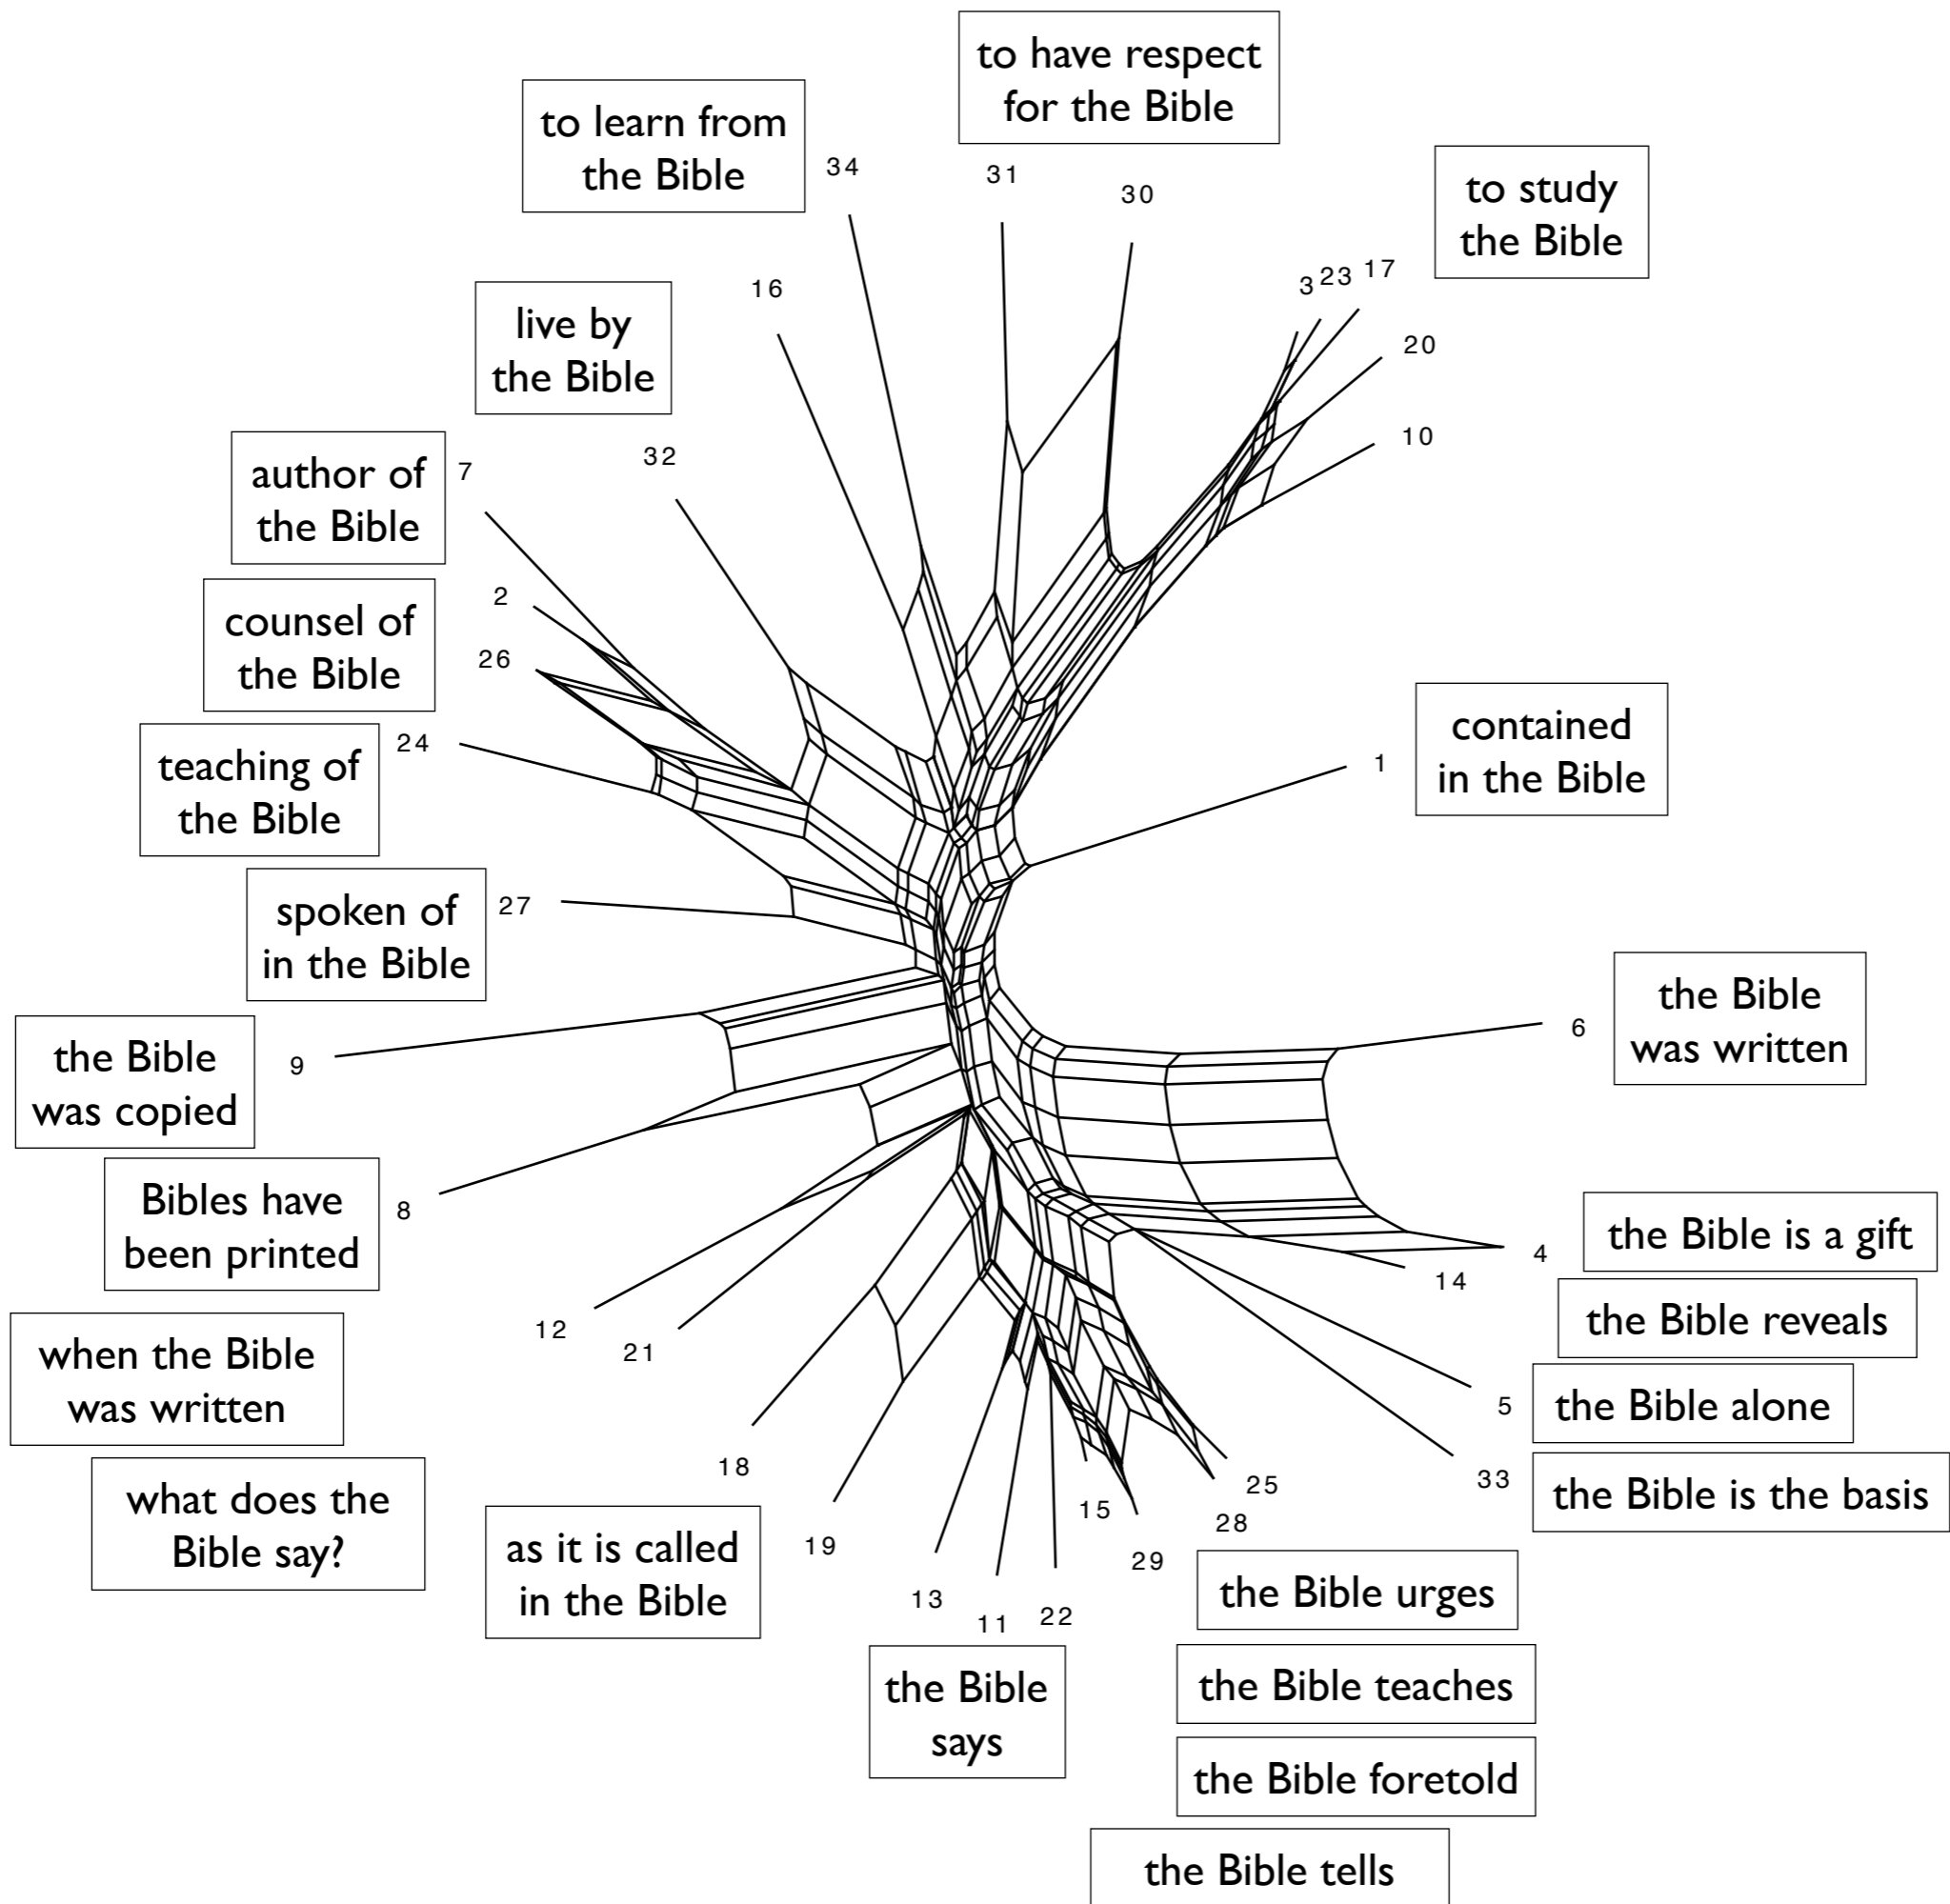 to have respect
for the Bible
to learn from
the Bible
34
31
30
to study
the Bible
16
3
23
17
live by
the Bible
20
32
10
author of
the Bible
7
2
counsel of
the Bible
26
24
teaching of
the Bible
1
contained
in the Bible
spoken of
in the Bible
27
6
the Bible
was written
the Bible
was copied
9
Bibles have
been printed
8
4
the Bible is a gift
14
the Bible reveals
12
21
when the Bible
was written
5
the Bible alone
18
25
33
the Bible is the basis
what does the
Bible say?
15
28
19
as it is called
in the Bible
29
13
11
22
the Bible urges
the Bible
says
the Bible teaches
the Bible foretold
the Bible tells